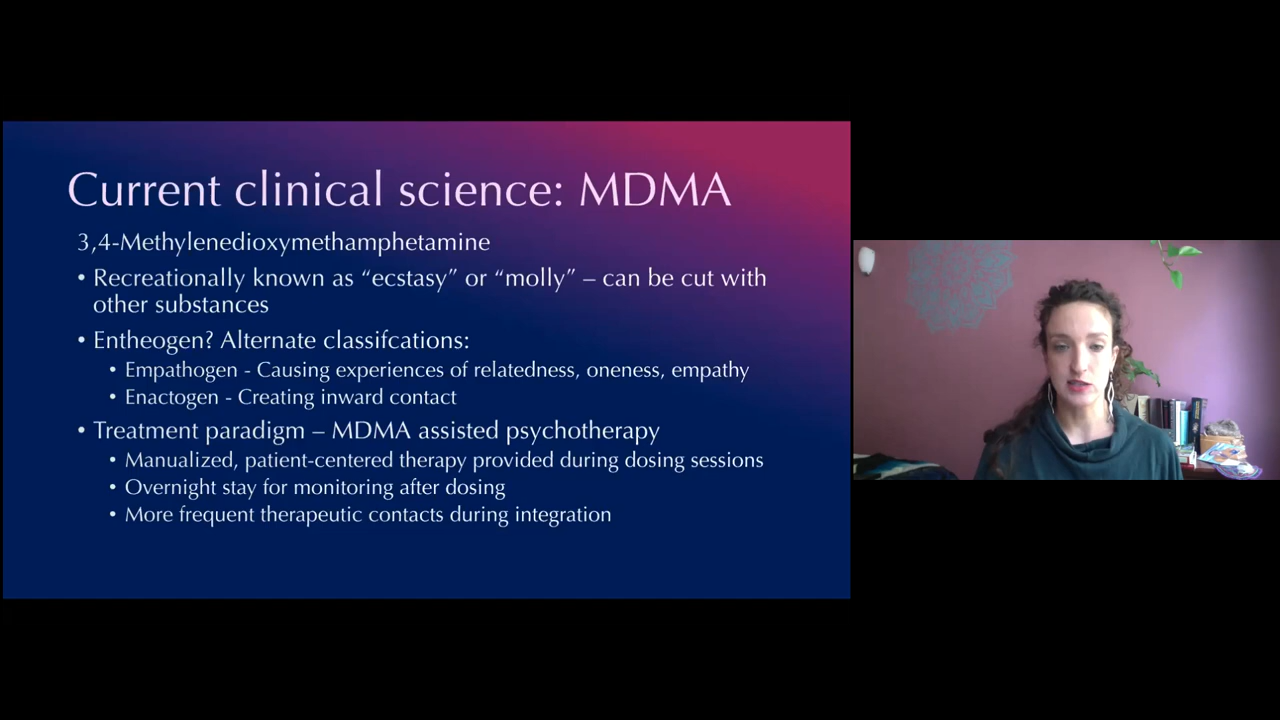 Current clinical science: MDMA
3,4-Methylenedioxymethamphetamine
• Recreationally known as “ecstasy” or “molly” – can be cut with
other substances
• Entheogen? Alternate classifcations:
• Empathogen - Causing experiences of relatedness, oneness, empathy
• Enactogen - Creating inward contact
• Treatment paradigm – MDMA assisted psychotherapy
• Manualized, patient-centered therapy provided during dosing sessions
• Overnight stay for monitoring after dosing
• More frequent therapeutic contacts during integration